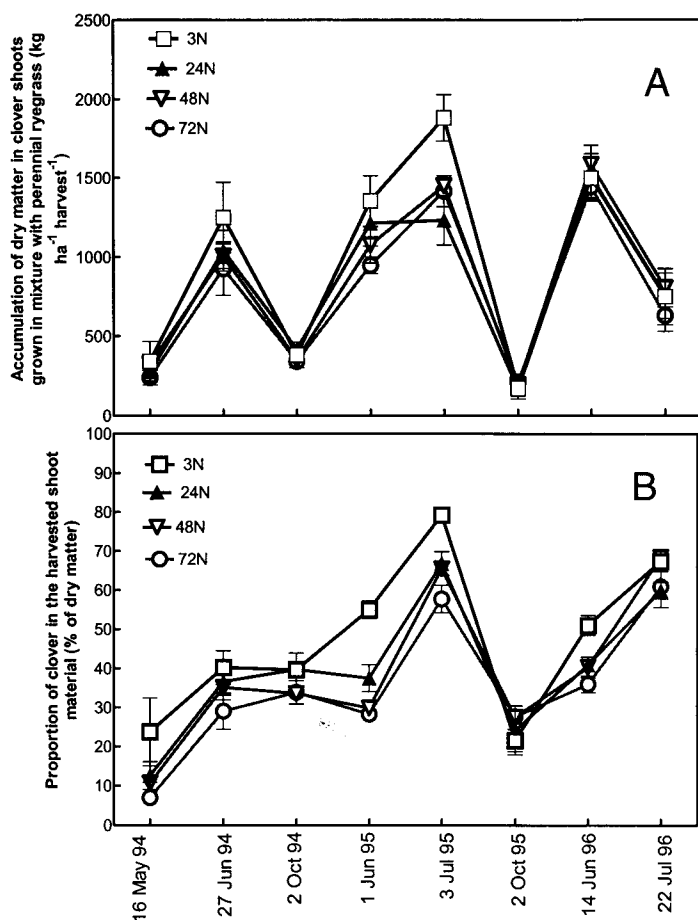 Accumulation of dry matter in clover shoots
grown in mixture with perennial ryegrass (kg
ha⁻¹ harvest⁻¹)
2500
2000
1500
1000
500
0
3N
24N
48N
72N
A
Proportion of clover in the harvested shoot
material (% of dry matter)
100
90
80
70
60
50
40
30
20
10
0
3N
24N
48N
72N
B
16 May 94
27 Jun 94
2 Oct 94
1 Jun 95
3 Jul 95
2 Oct 95
14 Jun 96
22 Jul 96